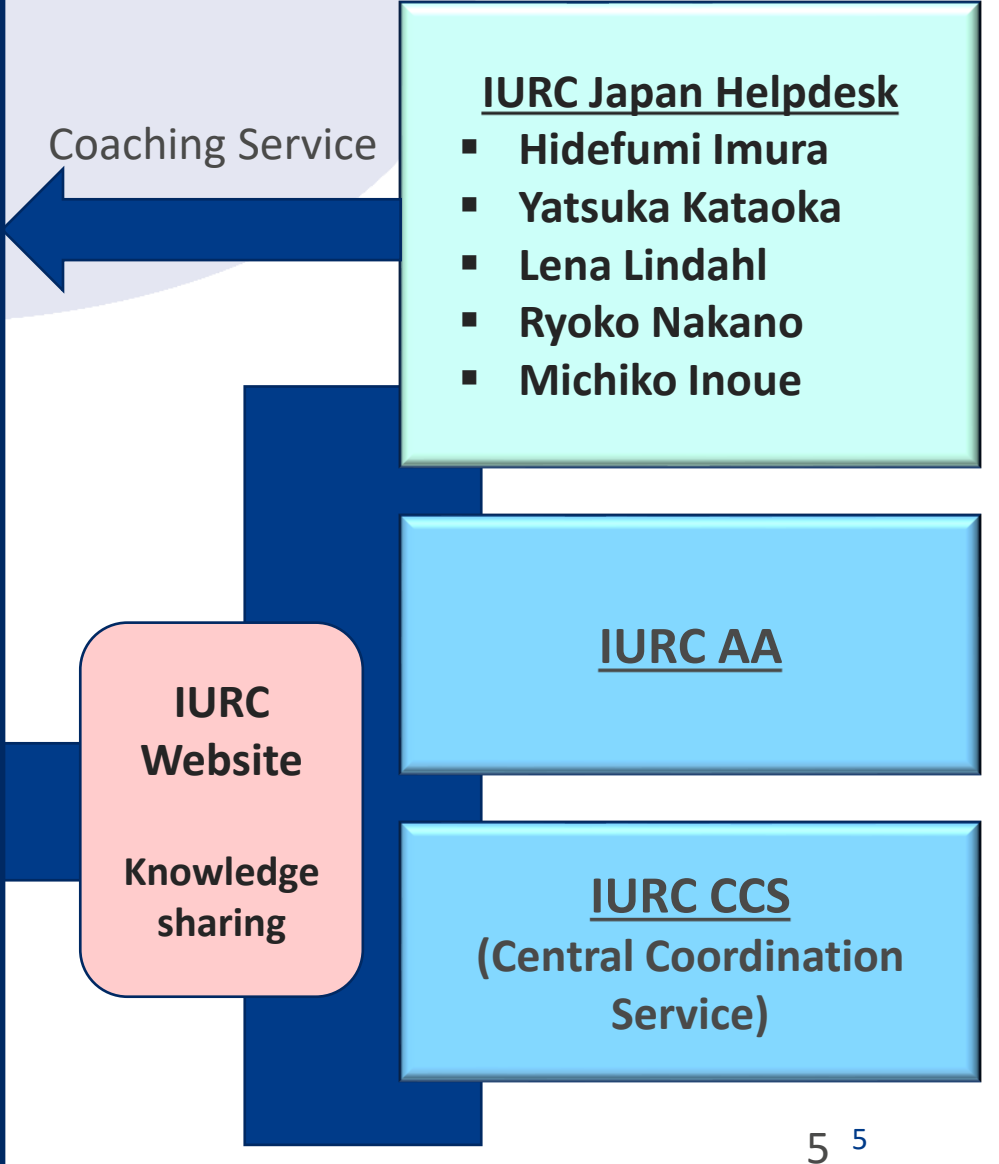 Coaching Service
IURC Japan Helpdesk
▪ Hidefumi Imura
▪ Yatsuka Kataoka
▪ Lena Lindahl
▪ Ryoko Nakano
▪ Michiko Inoue
IURC AA
IURC
Website
Knowledge
sharing
IURC CCS
(Central Coordination
Service)
5 5